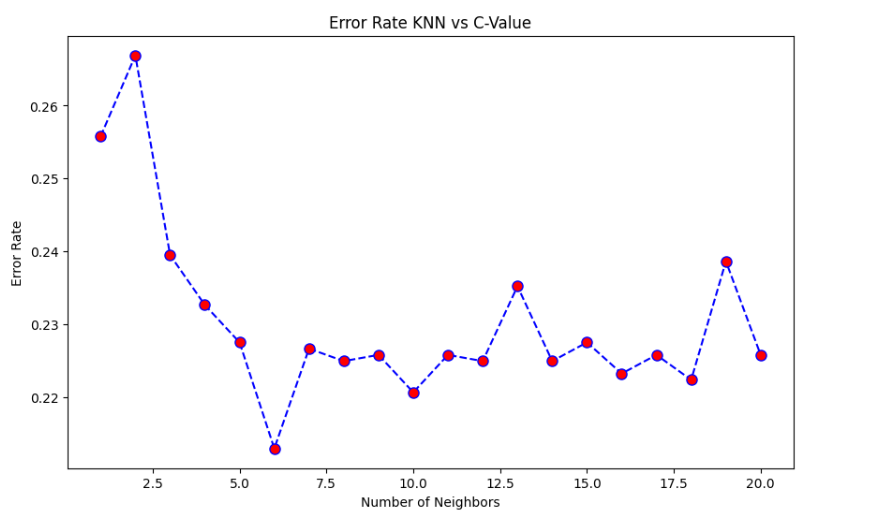 Error Rate KNN vs C-Value
0.26
0.25
0.24
0.23
0.22
Error Rate
2.5 5.0 7.5 10.0 12.5 15.0 17.5 20.0
Number of Neighbors